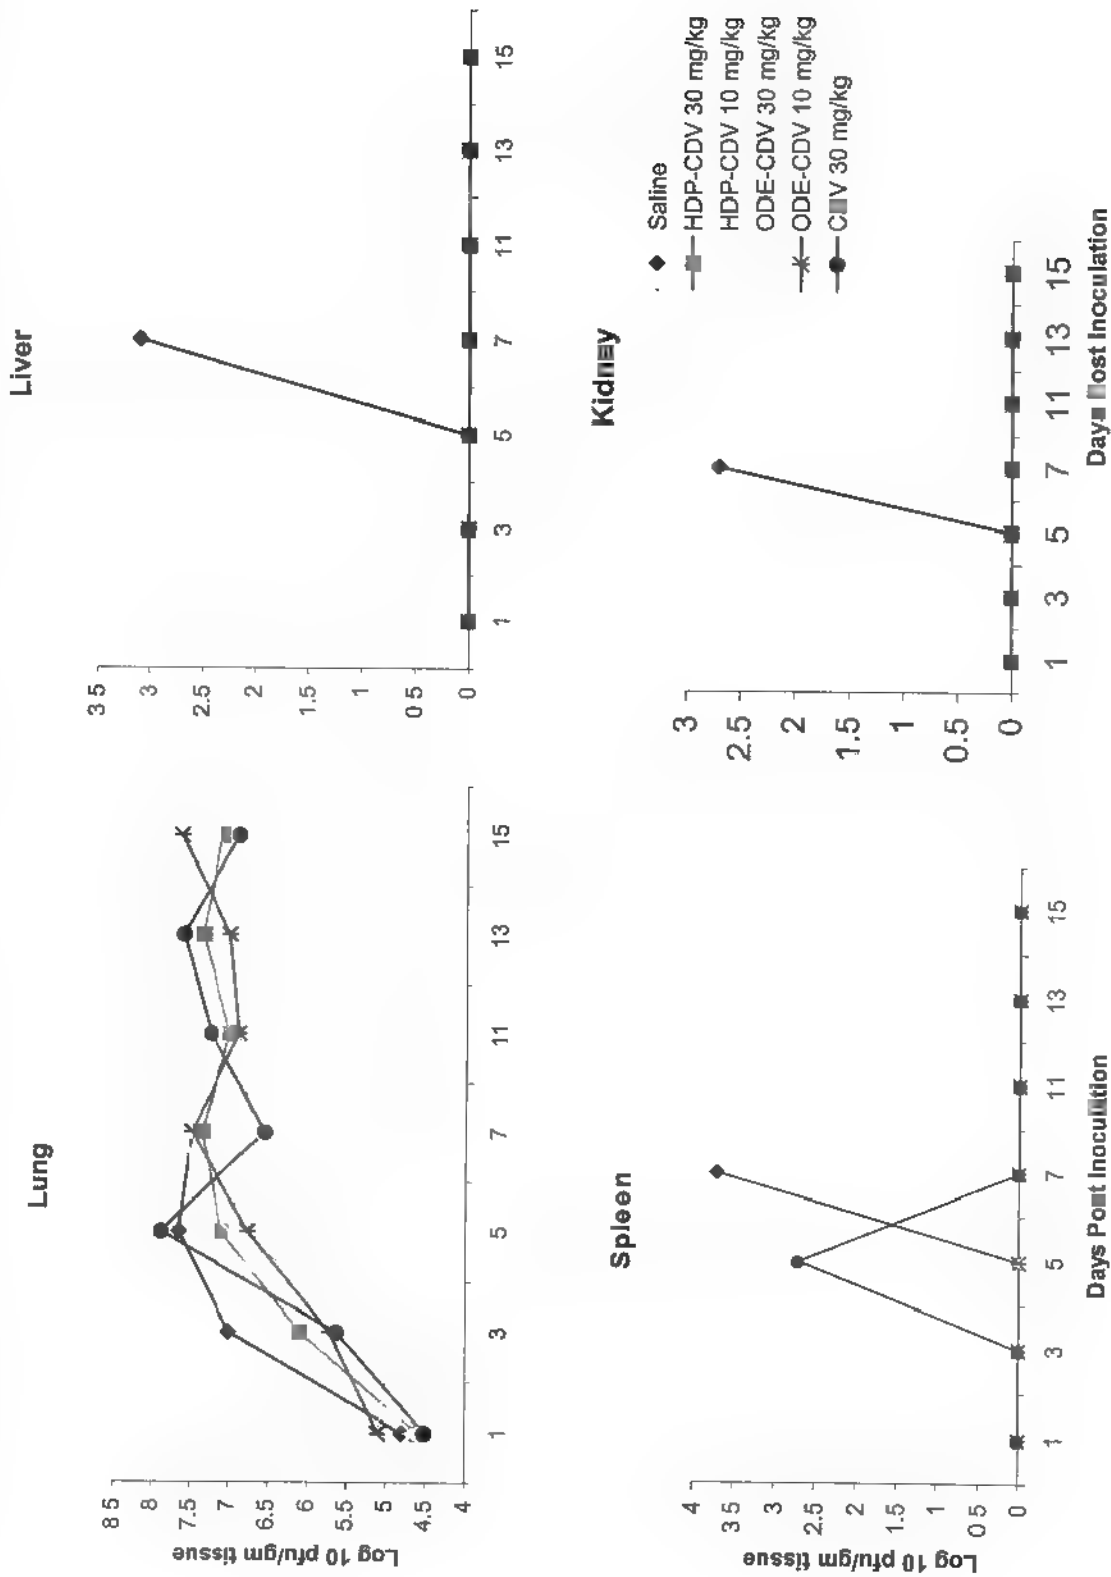 Lung
Log 10 pfu/gm tissue
8 5
8
7.5
7
6.5
6
5.5
5
4.5
4
1 3 5 7 11 13 15
Liver
3 5
3
2.5
2
1.5
1
0 5
0
1 3 5 7 11 13 15
Spleen
Log 10 pfu/gm tissue
4
3 5
3
2.5
2
1.5
1
0 5
0
1 3 5 7 11 13 15
Days Post Inoculation
Kidney
3
2.5
2
1.5
1
0.5
0
1 3 5 7 11 13 15
Inoculation
Saline
HDP-CDV 30 mg/kg
HDP-CDV 10 mg/kg
ODE-CDV 30 mg/kg
ODE-CDV 10 mg/kg
30 mg/kg